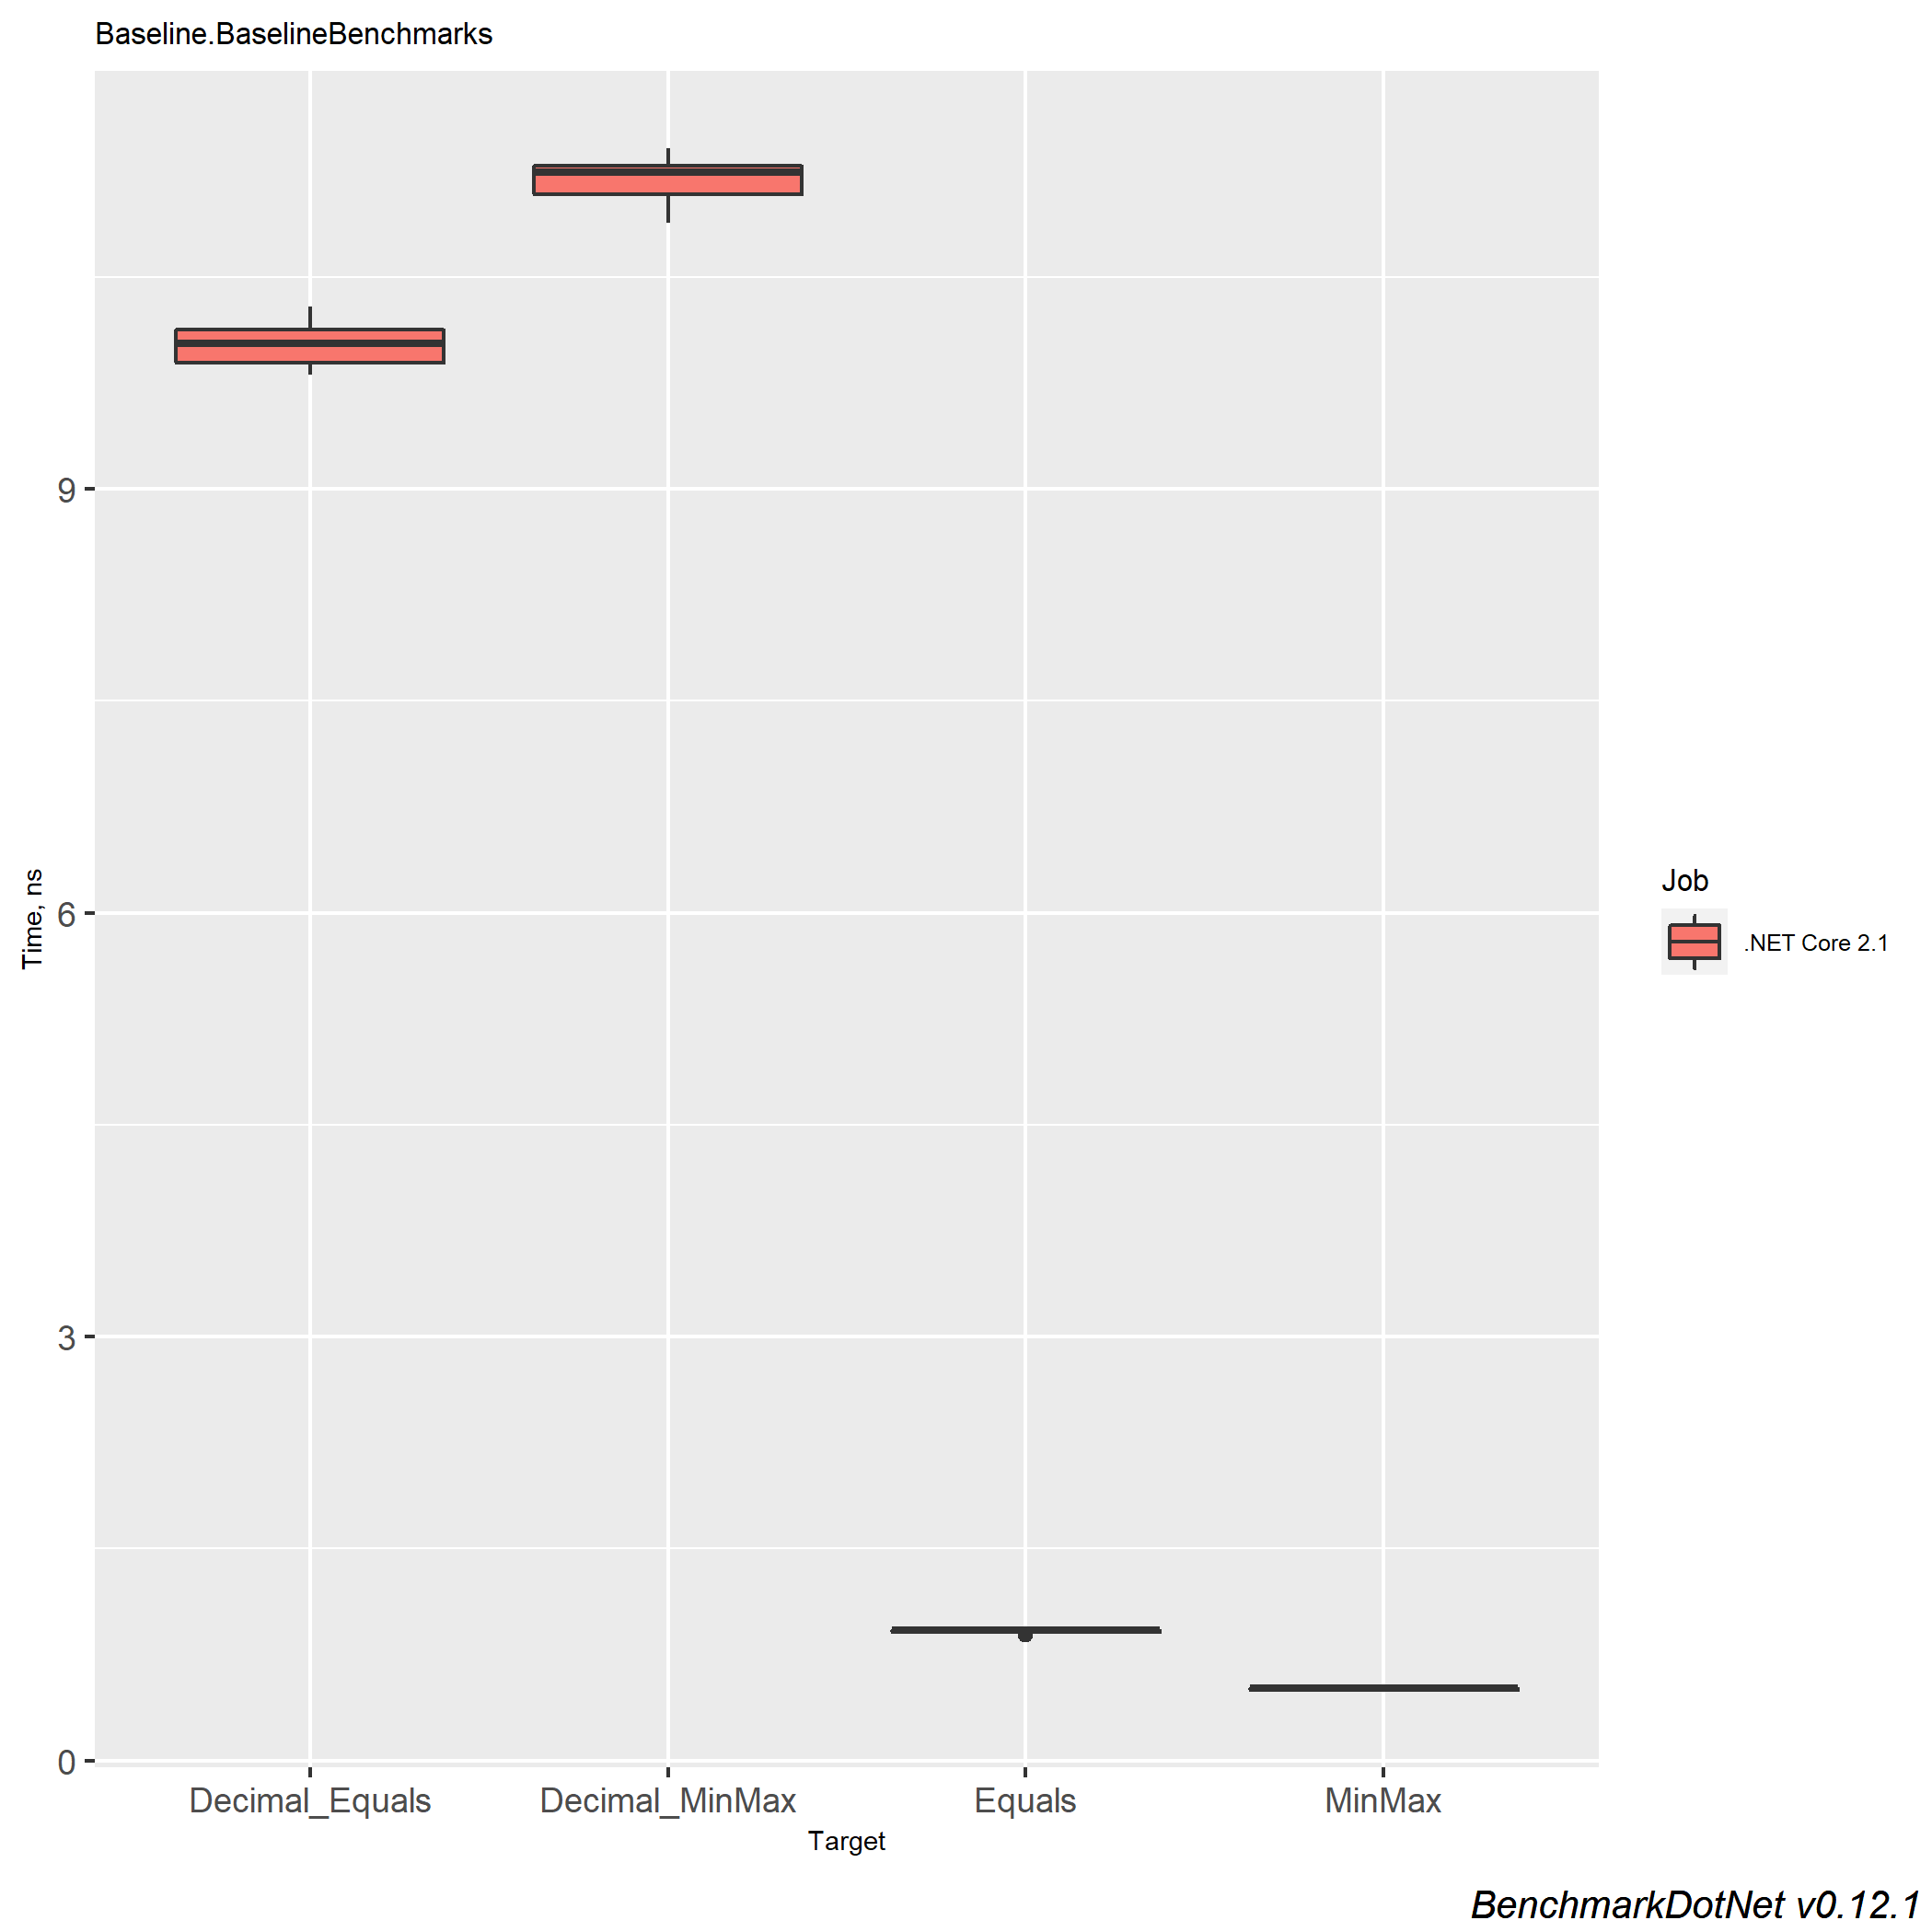 Baseline.BaselineBenchmarks
9
6
3
0
Time, ns
Decimal_Equals Decimal_MinMax Equals MinMax
Target
Job
.NET Core 2.1
BenchmarkDotNet v0.12.1